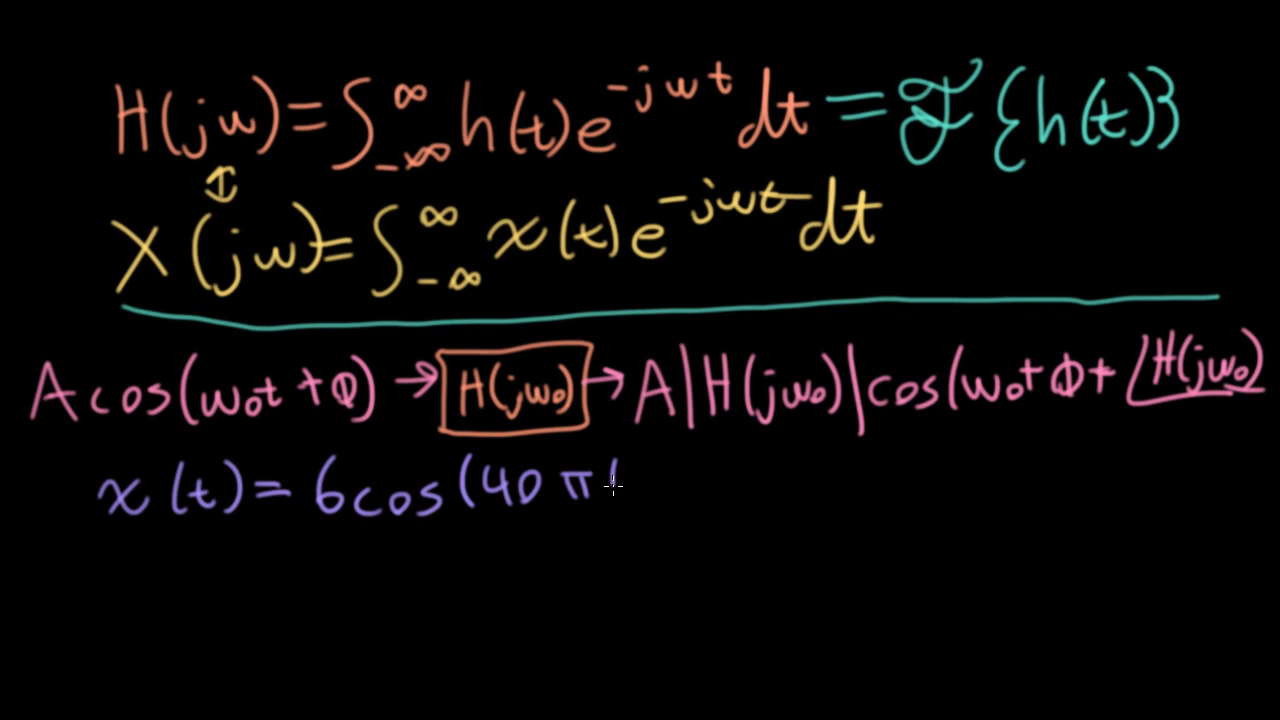 H(jω) = ∫_{-∞}^{∞} h(t) e^{-jωt} dt = ℱ{h(t)}
X(jω) = ∫_{-∞}^{∞} x(t) e^{-jωt} dt
A cos(ω₀t + Φ) → H(jω₀) → A|H(jω₀)|cos(ω₀t Φ + ∠H(jω₀)
x(t) = 6cos(40π